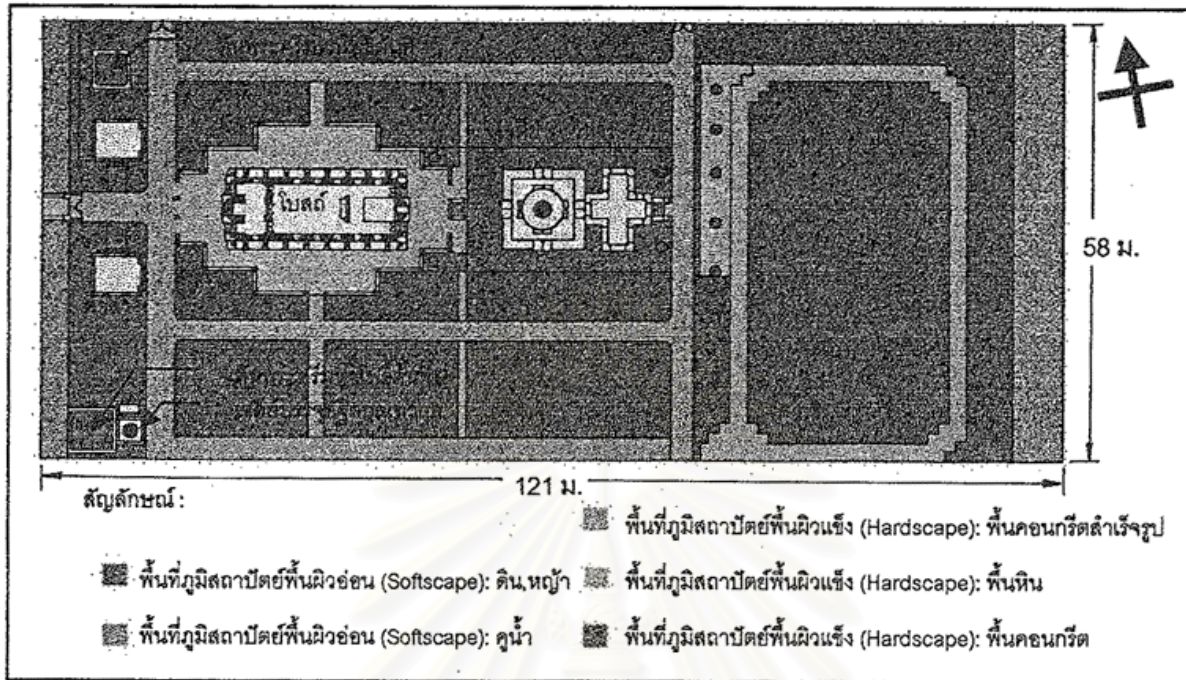 โบสถ์
58 ม.
121 ม.
สัญลักษณ์ :
พื้นที่ภูมิสถาปัตย์พื้นผิวแข็ง (Hardscape): พื้นคอนกรีตสำเร็จรูป
พื้นที่ภูมิสถาปัตย์พื้นผิวอ่อน (Softscape): ดิน,หญ้า
พื้นที่ภูมิสถาปัตย์พื้นผิวแข็ง (Hardscape): พื้นหิน
พื้นที่ภูมิสถาปัตย์พื้นผิวอ่อน (Softscape): คูน้ำ
พื้นที่ภูมิสถาปัตย์พื้นผิวแข็ง (Hardscape): พื้นคอนกรีต